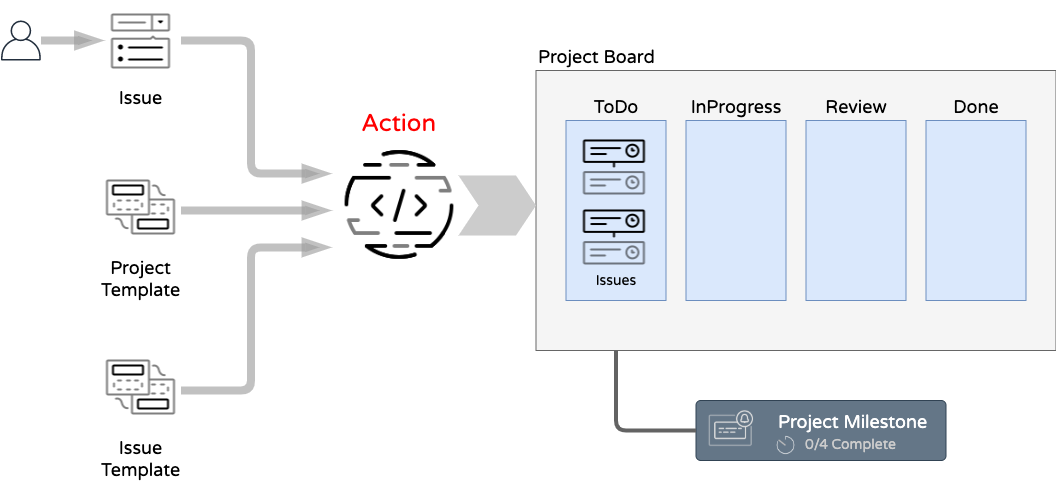 Issue
Project
Template
Issue
Template
Action
</>
Project Board
ToDo
InProgress
Review
Done
Issues
Project Milestone
0/4 Complete